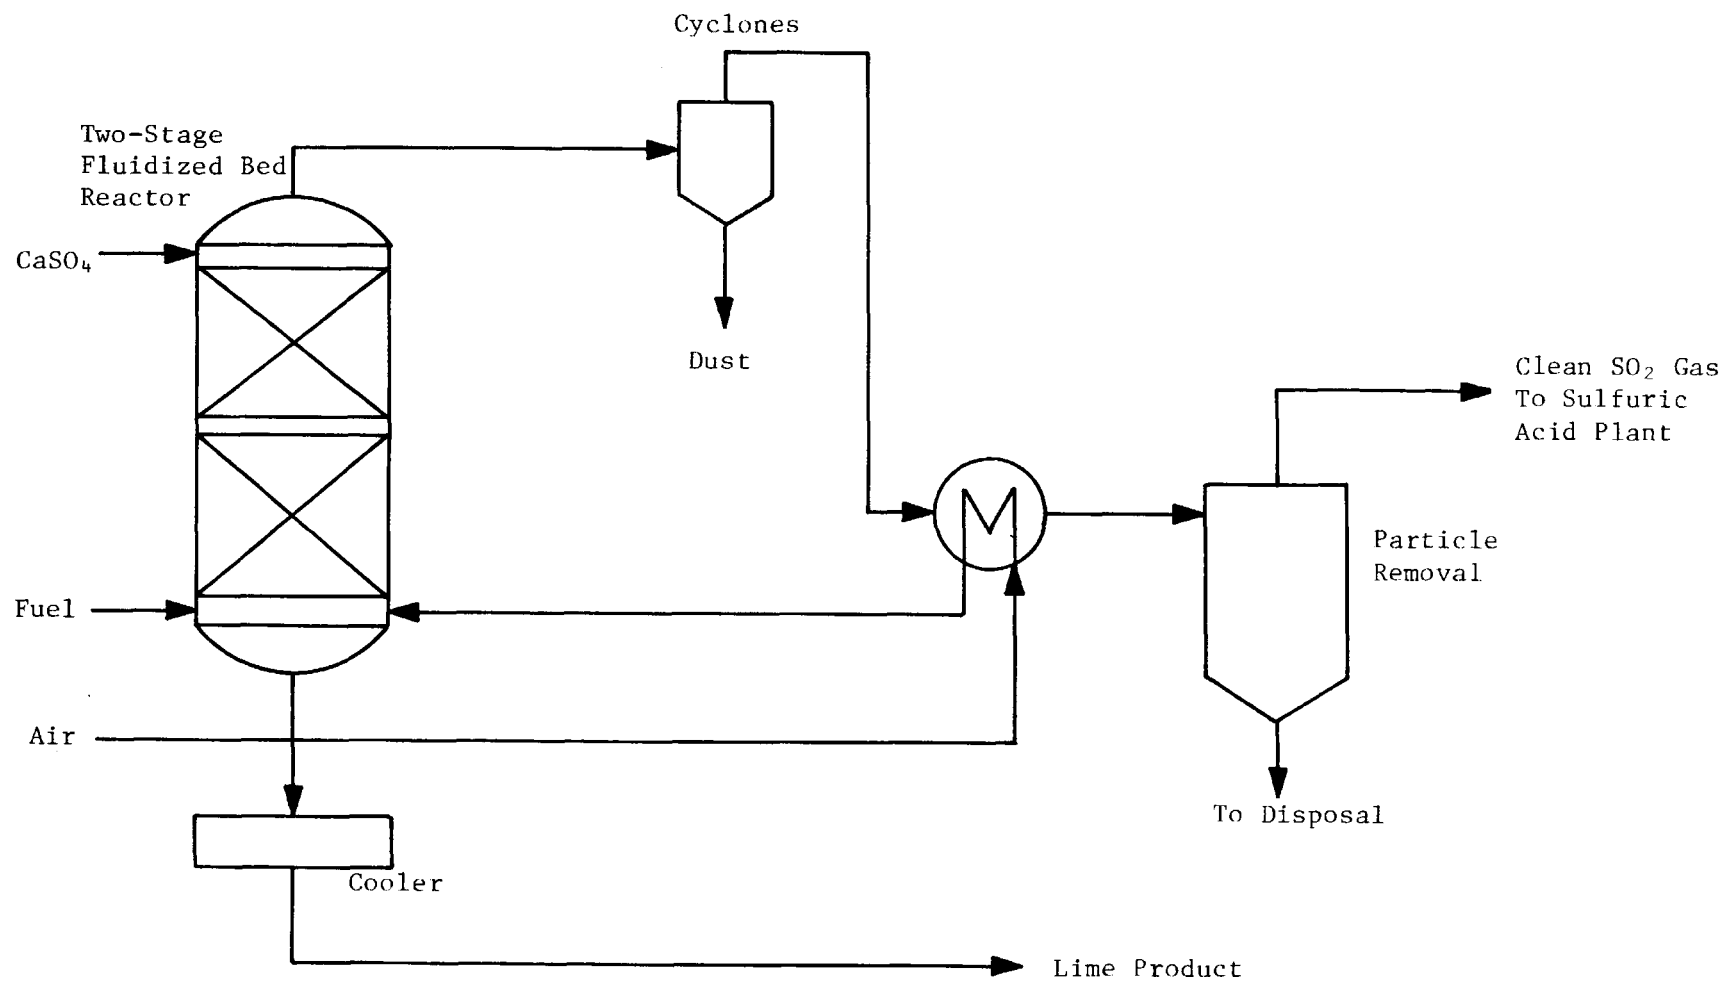 Cyclones
Two-Stage
Fluidized Bed
Reactor
CaSO₄
Dust
Clean SO₂ Gas
To Sulfuric
Acid Plant
Particle
Removal
Fuel
Air
To Disposal
Cooler
Lime Product